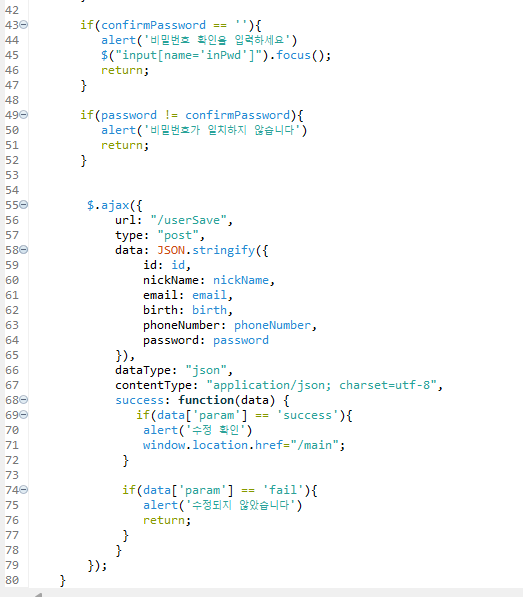 42
43 if(confirmPassword == ''){
44 alert('비밀번호 확인을 입력하세요')
45 $("input[name='inPwd']").focus();
46 return;
47 }
48
49 if(password != confirmPassword){
50 alert('비밀번호가 일치하지 않습니다')
51 return;
52 }
53
54
55 $.ajax({
56 url: "/userSave",
57 type: "post",
58 data: JSON.stringify({
59 id: id,
60 nickName: nickName,
61 email: email,
62 birth: birth,
63 phoneNumber: phoneNumber,
64 password: password
65 }),
66 dataType: "json",
67 contentType: "application/json; charset=utf-8",
68 success: function(data) {
69 if(data['param'] == 'success'){
70 alert('수정 확인')
71 window.location.href="/main";
72 }
73
74 if(data['param'] == 'fail'){
75 alert('수정되지 않았습니다')
76 return;
77 }
78 }
79 });
80 }